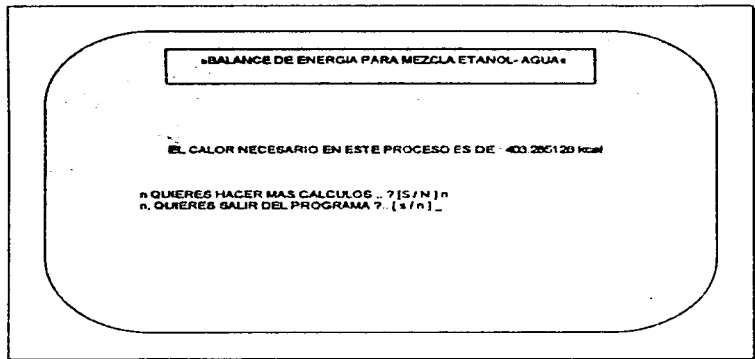 «BALANCE DE ENERGIA PARA MEZCLA ETANOL- AGUA«
EL CALOR NECESARIO EN ESTE PROCESO ES DE : 403.285128 kcal
n QUIERES HACER MAS CALCULOS .. ? [S / N ] n
n, QUIERES SALIR DEL PROGRAMA ?.. [ s / n ] _